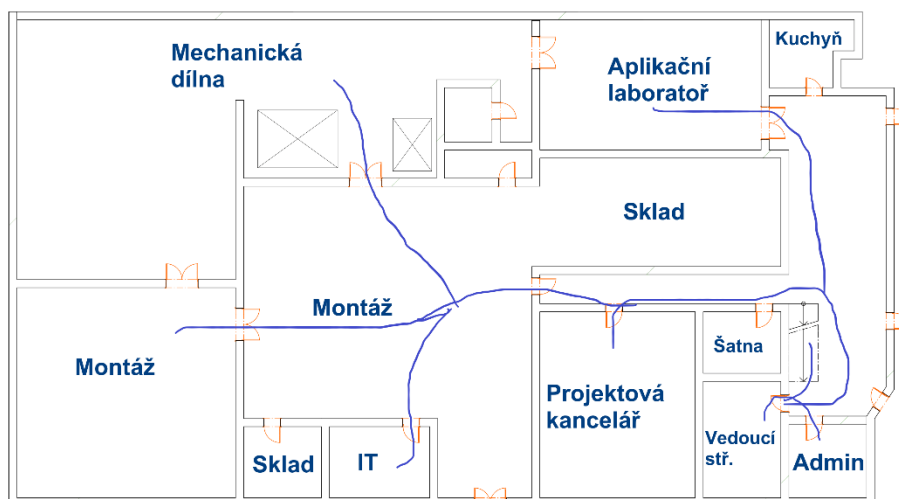 Mechanická
dílna
Aplikační
laboratoř
Kuchyň
Sklad
Montáž
Montáž
Šatna
Projektová
kancelář
Vedoucí
stř.
Admin
Sklad
IT